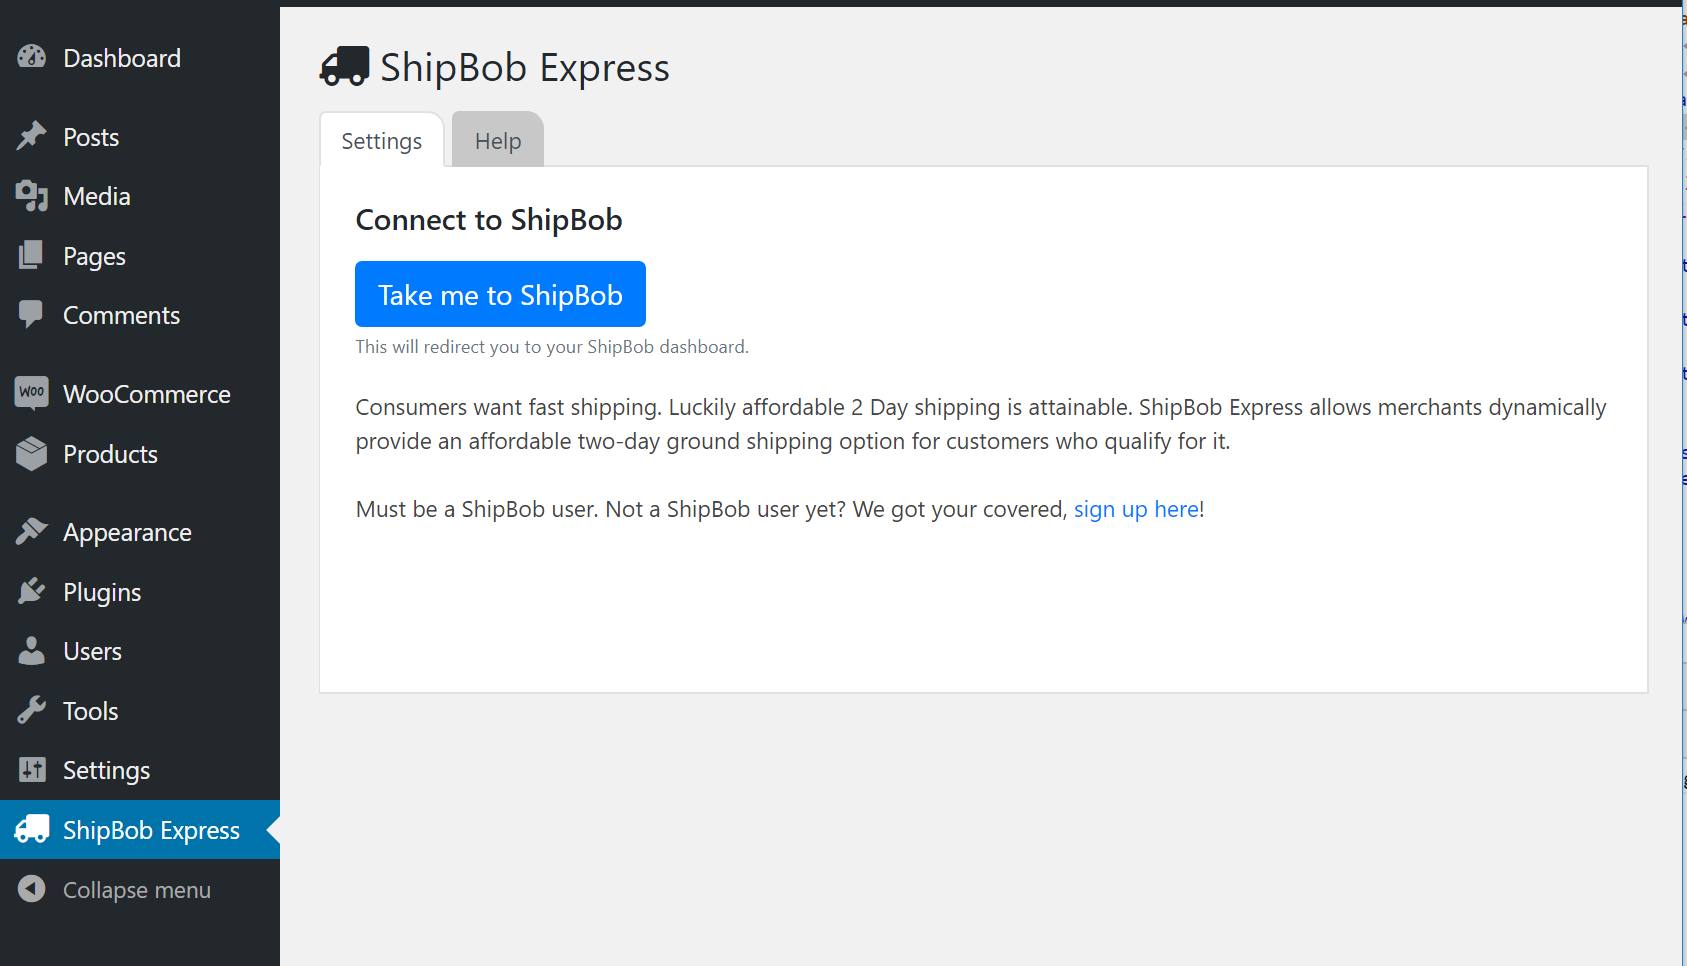 Dashboard
Posts
Media
Pages
Comments
Woo WooCommerce
Products
Appearance
Plugins
Users
Tools
Settings
ShipBob Express
Collapse menu
ShipBob Express
Settings Help
Connect to ShipBob
Take me to ShipBob
This will redirect you to your ShipBob dashboard.
Consumers want fast shipping. Luckily affordable 2 Day shipping is attainable. ShipBob Express allows merchants dynamically
provide an affordable two-day ground shipping option for customers who qualify for it.
Must be a ShipBob user. Not a ShipBob user yet? We got your covered, sign up here!